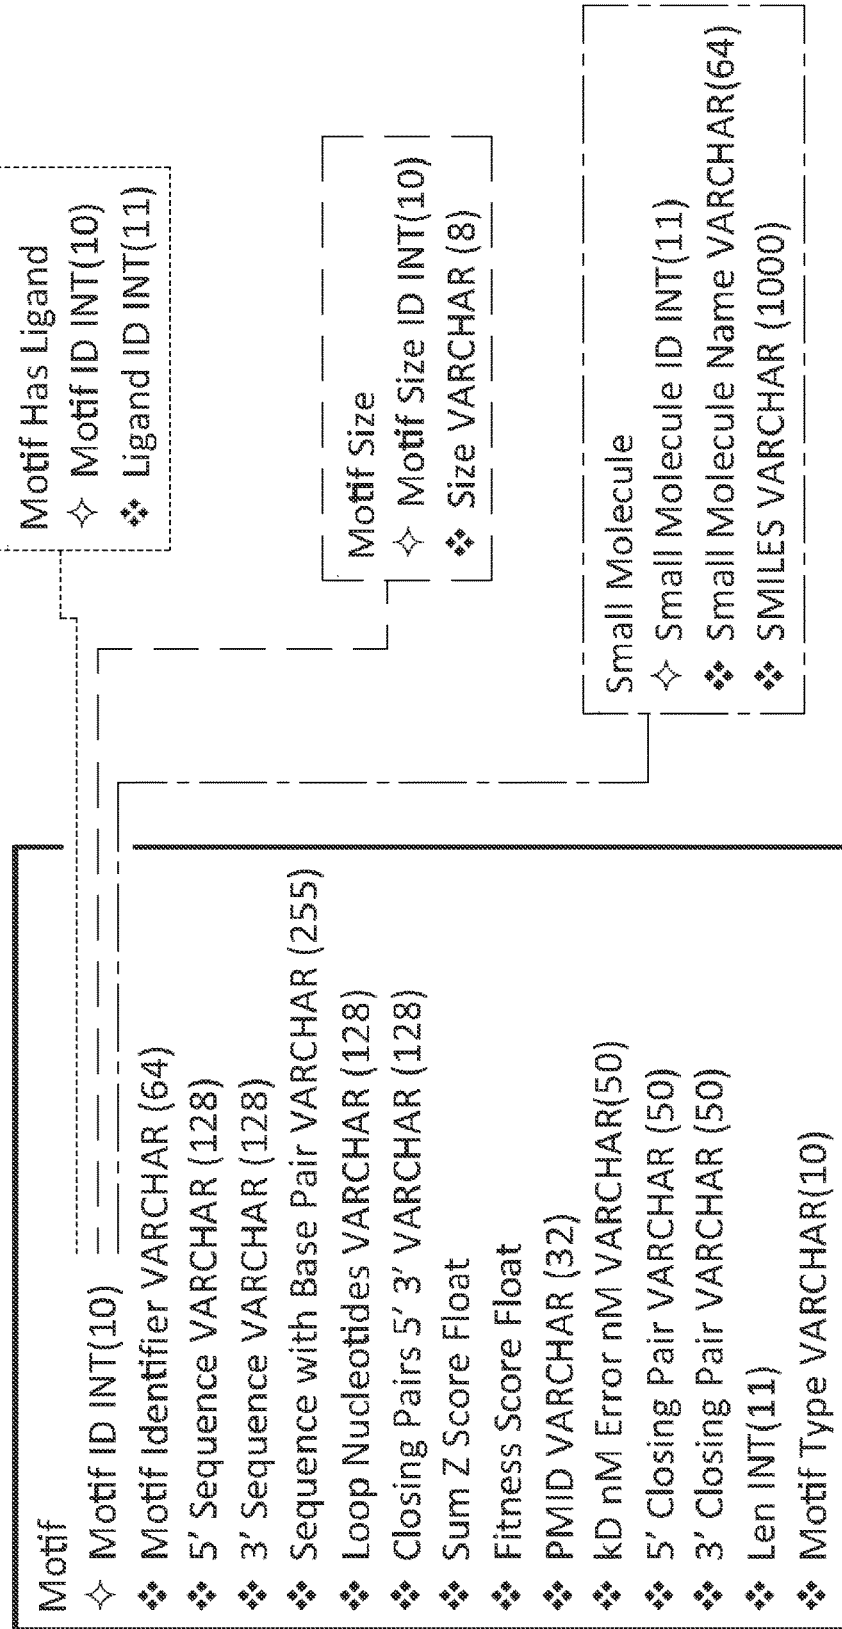 Motif
Motif ID INT(10)
Motif Identifier VARCHAR (64)
5' Sequence VARCHAR (128)
3' Sequence VARCHAR (128)
Sequence with Base Pair VARCHAR (255)
Loop Nucleotides VARCHAR (128)
Closing Pairs 5' 3' VARCHAR (128)
Sum Z Score Float
Fitness Score Float
PMID VARCHAR (32)
kD nM Error nM VARCHAR(50)
5' Closing Pair VARCHAR (50)
3' Closing Pair VARCHAR (50)
Len INT(11)
Motif Type VARCHAR(10)
Motif Has Ligand
Motif ID INT(10)
Ligand ID INT(11)
Motif Size
Motif Size ID INT(10)
Size VARCHAR (8)
Small Molecule
Small Molecule ID INT(11)
Small Molecule Name VARCHAR(64)
SMILES VARCHAR (1000)